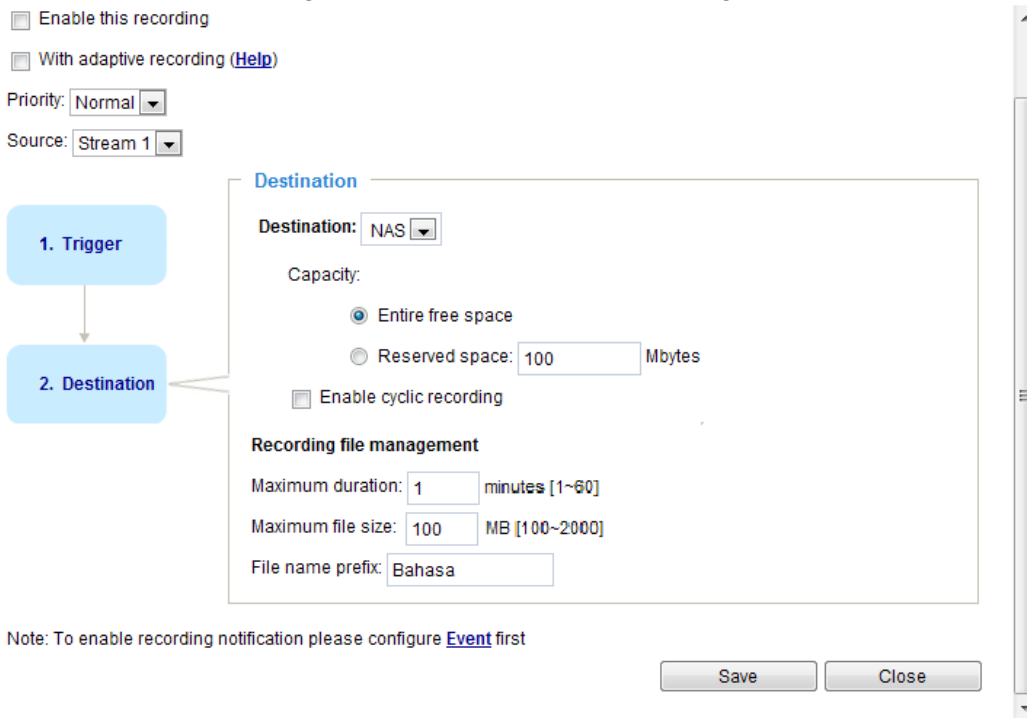 Enable this recording
With adaptive recording (Help)
Priority: Normal
Source: Stream 1
Destination
1. Trigger
2. Destination
Destination: NAS
Capacity:
Entire free space
Reserved space: 100 Mbytes
Enable cyclic recording
Recording file management
Maximum duration: 1 minutes [1~60]
Maximum file size: 100 MB [100~2000]
File name prefix: Bahasa
Note: To enable recording notification please configure Event first
Save Close